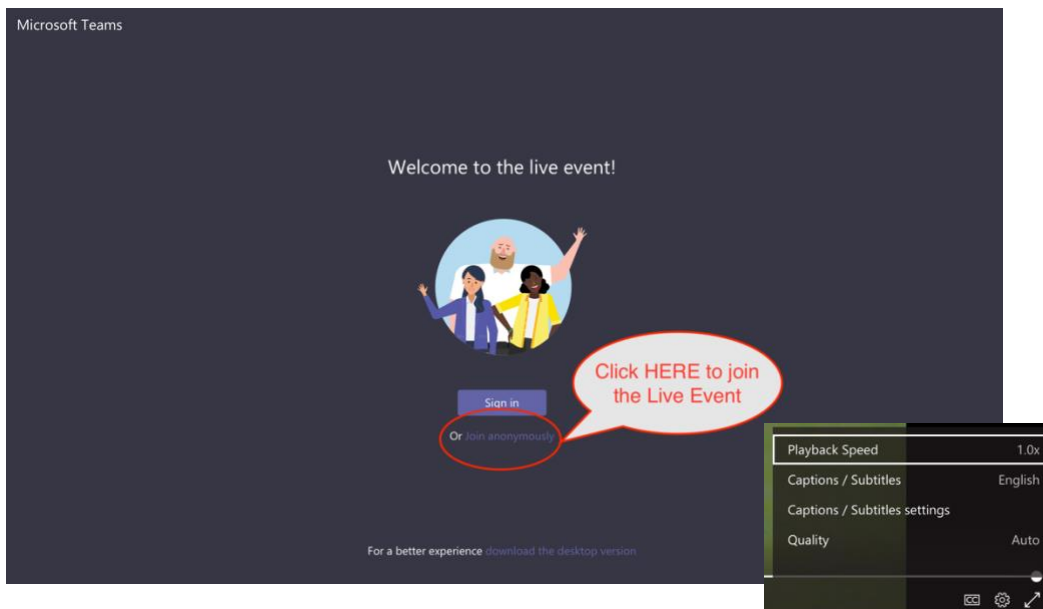 Microsoft Teams
Welcome to the live event!
Click HERE to join
the Live Event
Sign in
Or Join anonymously
For a better experience download the desktop version
Playback Speed 1.0x
Captions / Subtitles English
Captions / Subtitles settings
Quality Auto
CC